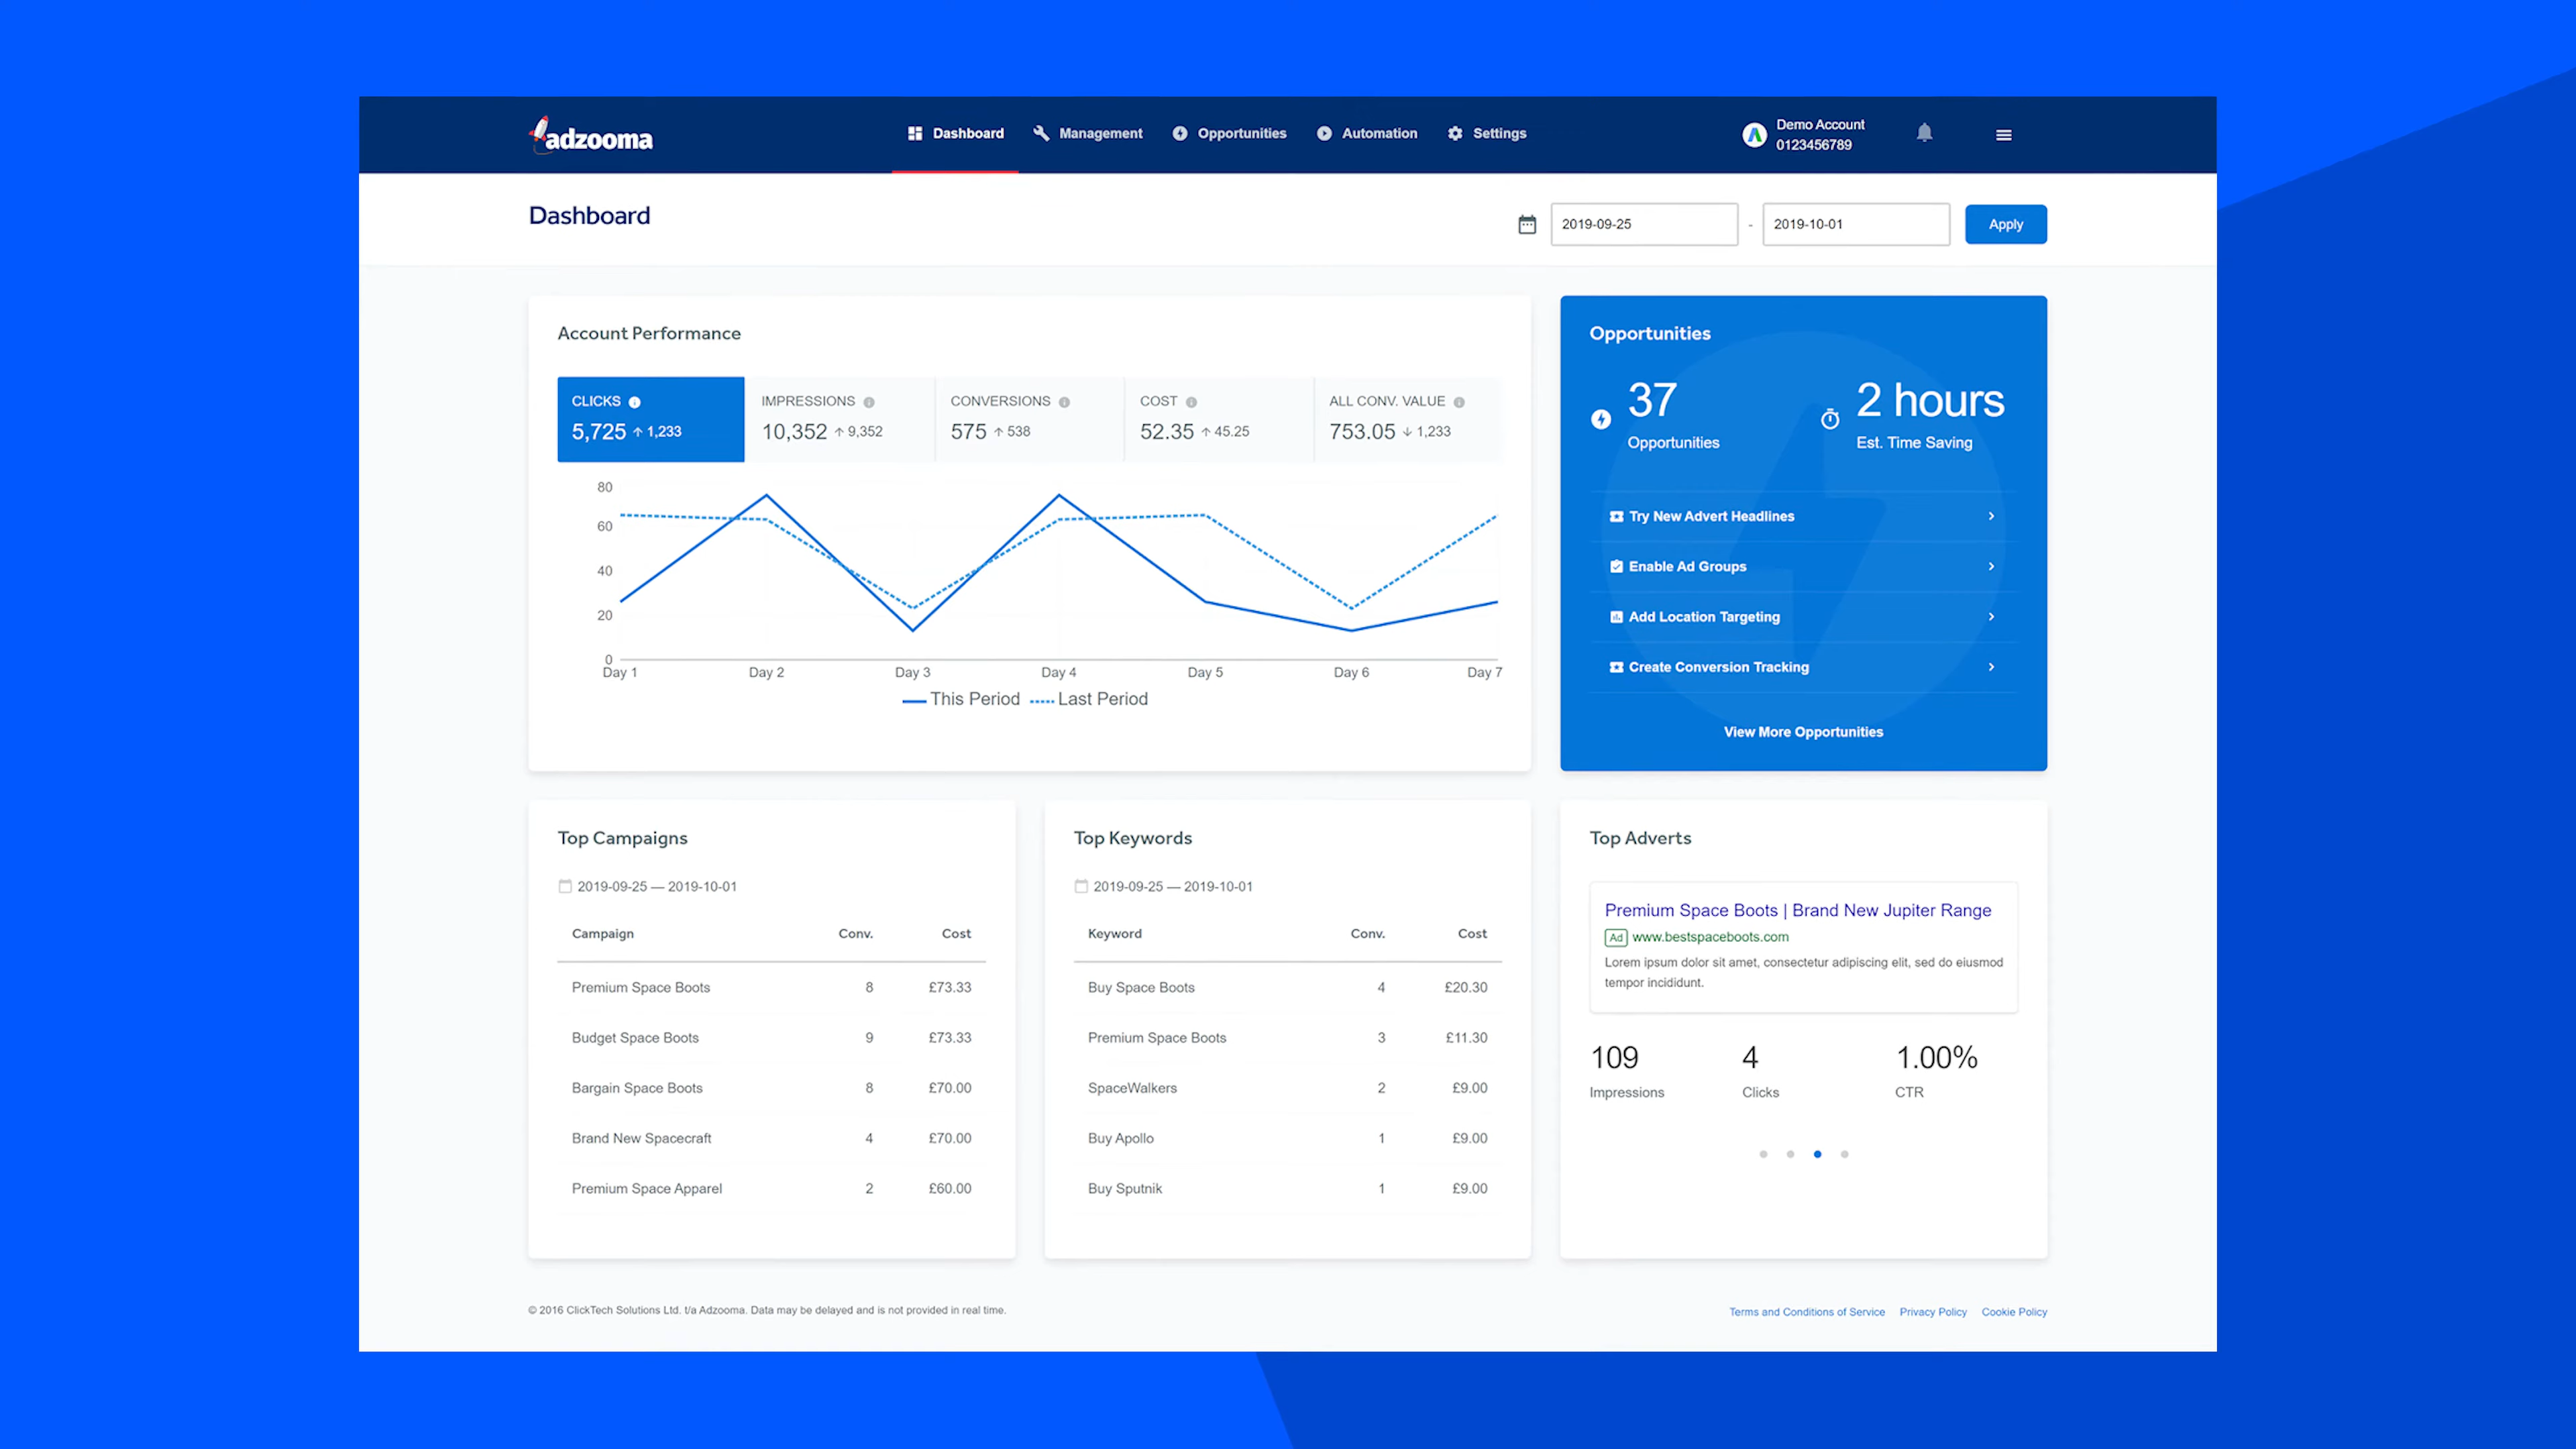 adzooma
Dashboard Management Opportunities Automation Settings
Demo Account
0123456789
Dashboard
2019-09-25 - 2019-10-01 Apply
Account Performance
CLICKS IMPRESSIONS CONVERSIONS COST ALL CONV. VALUE
5,725 ↑ 1,233 10,352 ↑ 9,352 575 ↑ 538 52.35 ↑ 45.25 753.05 ↓ 1,233
80
60
40
20
0
Day 1 Day 2 Day 3 Day 4 Day 5 Day 6 Day 7
This Period Last Period
Opportunities
37 2 hours
Opportunities Est. Time Saving
Try New Advert Headlines
Enable Ad Groups
Add Location Targeting
Create Conversion Tracking
View More Opportunities
Top Campaigns
2019-09-25 — 2019-10-01
Campaign Conv. Cost
Premium Space Boots 8 £73.33
Budget Space Boots 9 £73.33
Bargain Space Boots 8 £70.00
Brand New Spacecraft 4 £70.00
Premium Space Apparel 2 £60.00
Top Keywords
2019-09-25 — 2019-10-01
Keyword Conv. Cost
Buy Space Boots 4 £20.30
Premium Space Boots 3 £11.30
SpaceWalkers 2 £9.00
Buy Apollo 1 £9.00
Buy Sputnik 1 £9.00
Top Adverts
Premium Space Boots | Brand New Jupiter Range
Ad www.bestspaceboots.com
Lorem ipsum dolor sit amet, consectetur adipiscing elit, sed do eiusmod
tempor incididunt.
109 4 1.00%
Impressions Clicks CTR
© 2016 ClickTech Solutions Ltd. t/a Adzooma. Data may be delayed and is not provided in real time.
Terms and Conditions of Service Privacy Policy Cookie Policy